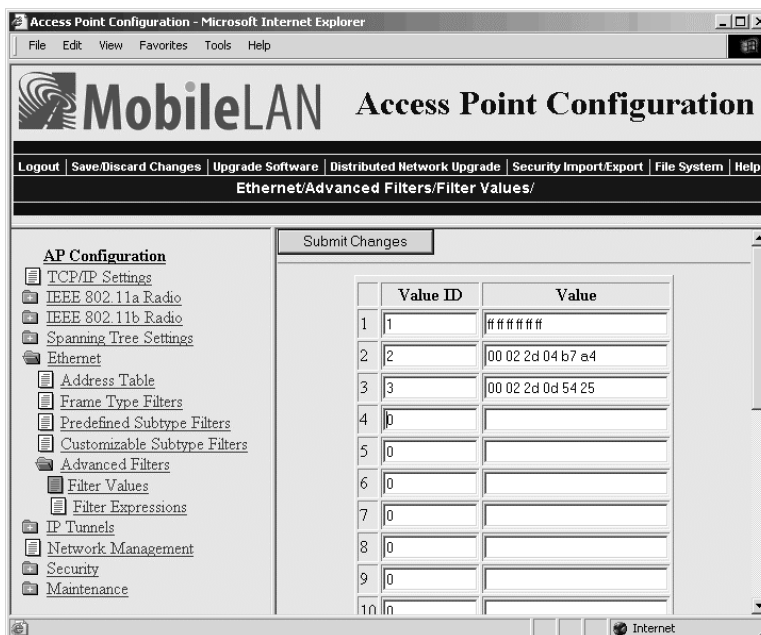 Access Point Configuration - Microsoft Internet Explorer
File Edit View Favorites Tools Help
MobileLAN Access Point Configuration
Logout | Save/Discard Changes | Upgrade Software | Distributed Network Upgrade | Security Import/Export | File System | Help
Ethernet/Advanced Filters/Filter Values/
Submit Changes
AP Configuration
TCP/IP Settings
IEEE 802.11a Radio
IEEE 802.11b Radio
Spanning Tree Settings
Ethernet
Address Table
Frame Type Filters
Predefined Subtype Filters
Customizable Subtype Filters
Advanced Filters
Filter Values
Filter Expressions
IP Tunnels
Network Management
Security
Maintenance
Value ID Value
1 1 ff ff ff ff ff ff
2 2 00 02 2d 04 b7 a4
3 3 00 02 2d 0d 54 25
4 0
5 0
6 0
7 0
8 0
9 0
10 0
Internet